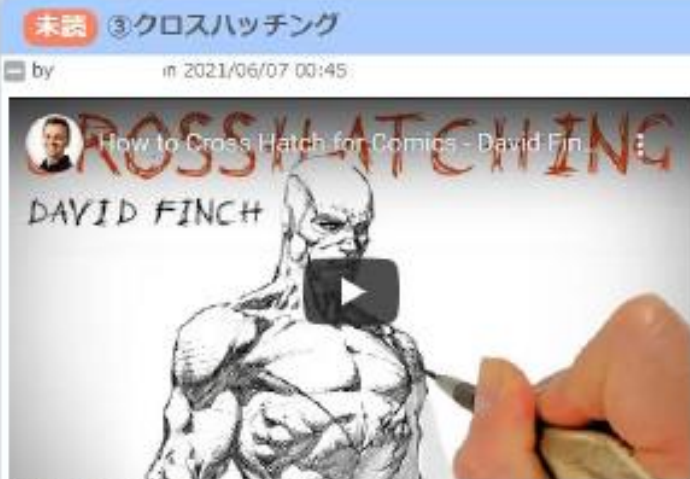 未読 ③クロスハッチング
by in 2021/06/07 00:45
CROSSHATCHING
How to Cross Hatch for Comics - David Fin...
DAVID FINCH